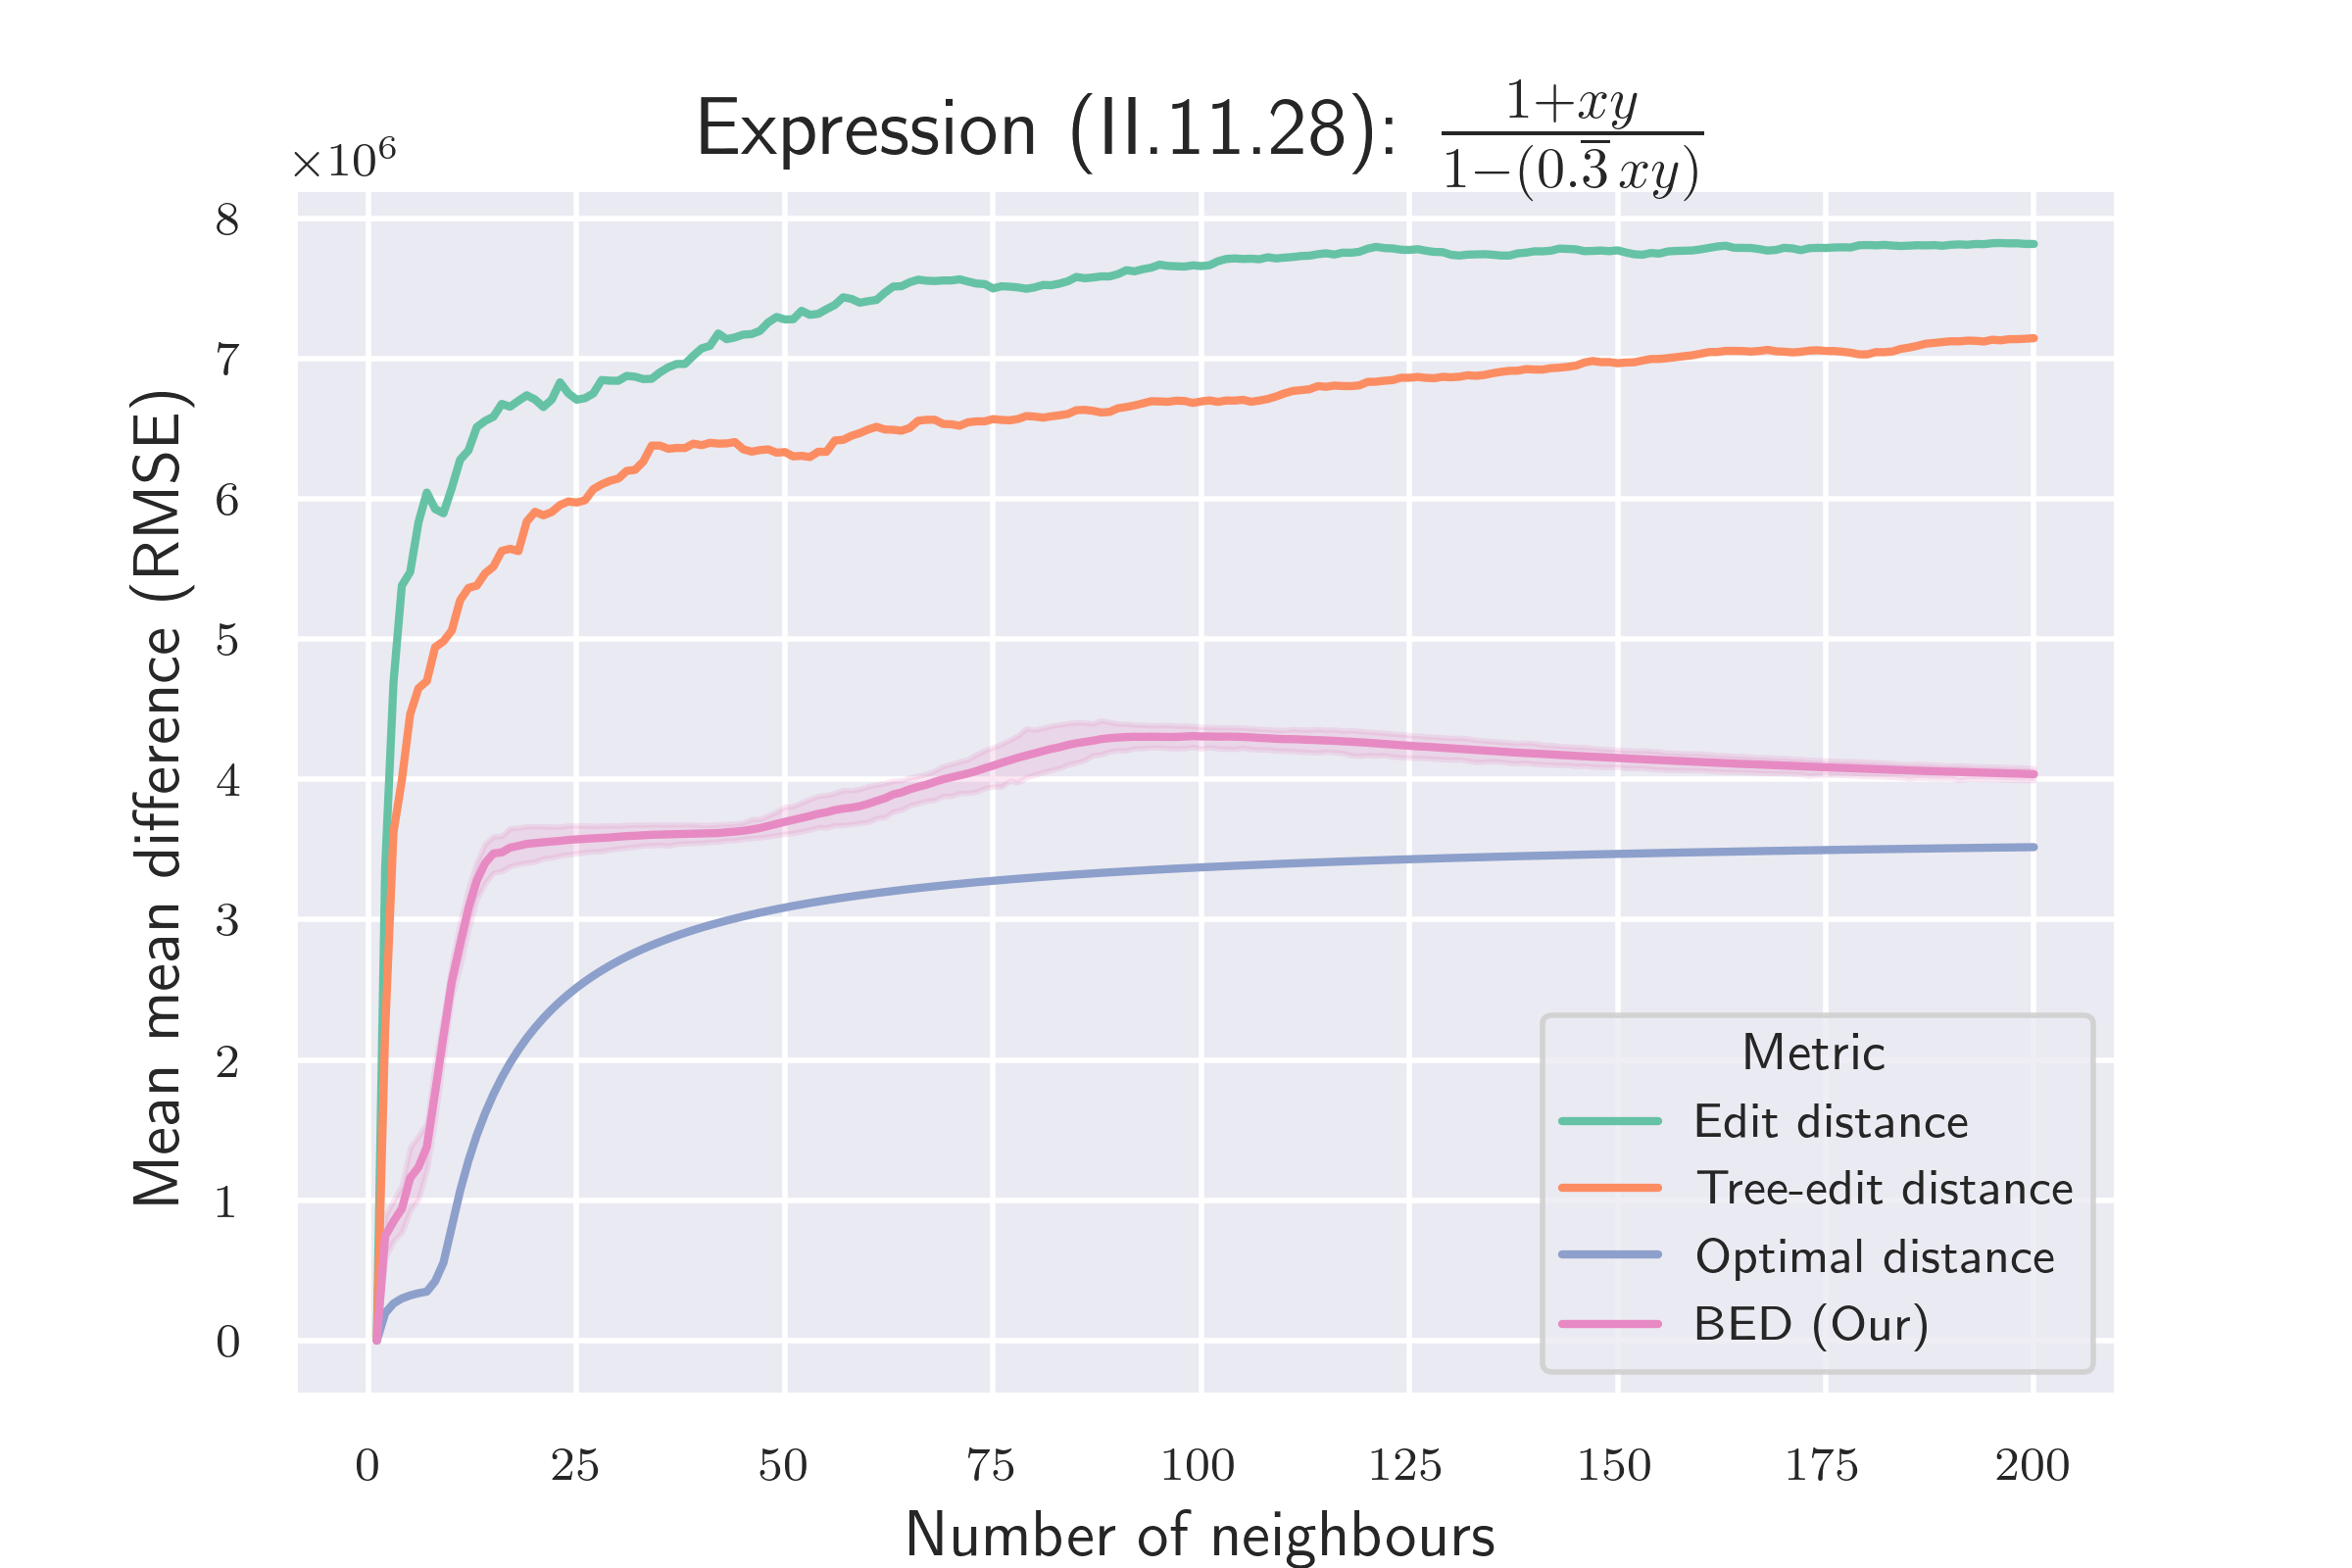 Expression (II.11.28): $\frac{1+xy}{1-(0.\overline{3}\,xy)}$
×10⁶
8
7
6
5
4
3
2
1
0
Mean mean difference (RMSE)
Metric
Edit distance
Tree-edit distance
Optimal distance
BED (Our)
0 25 50 75 100 125 150 175 200
Number of neighbours